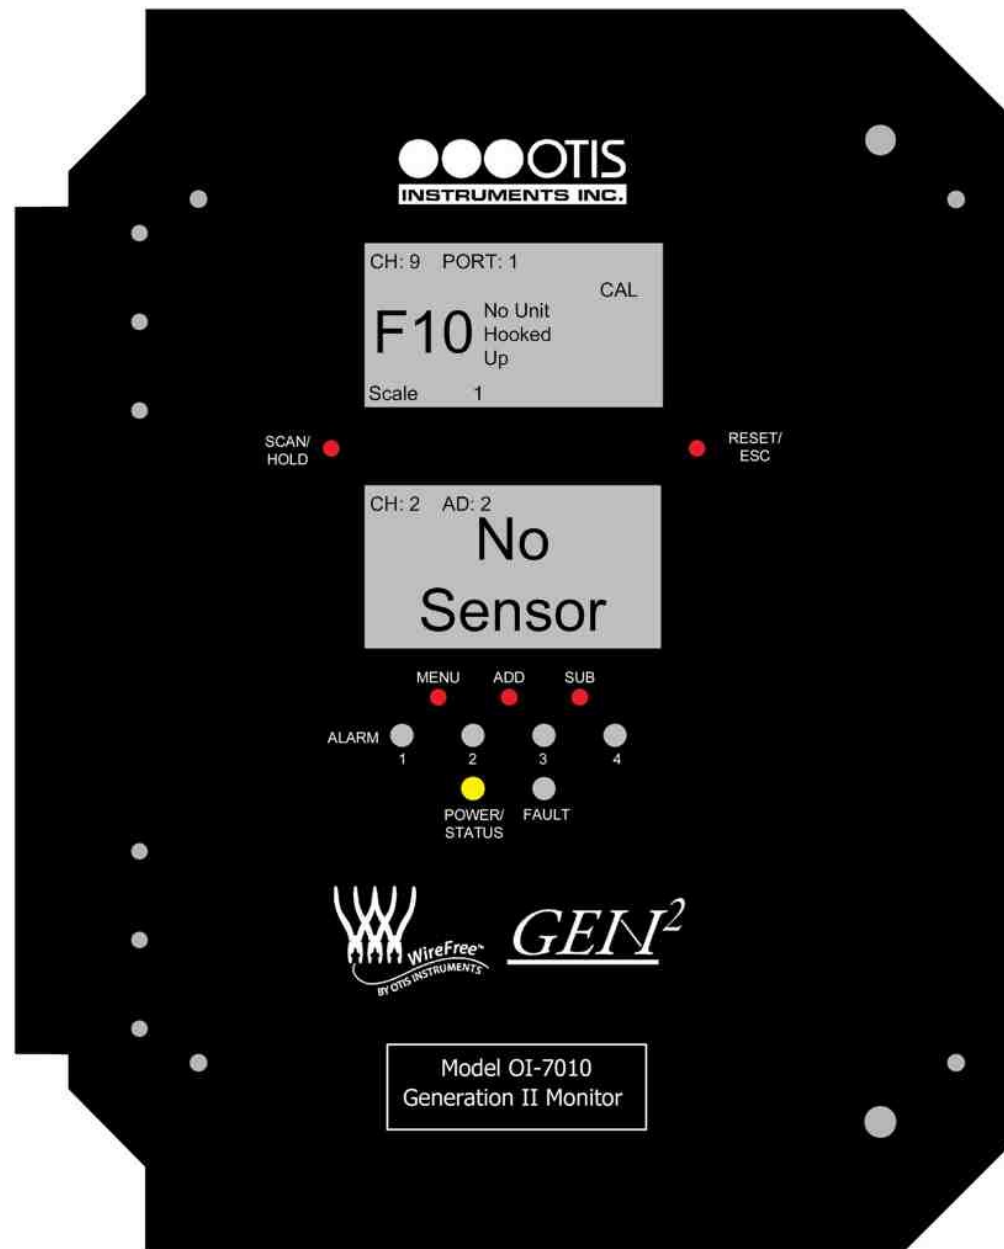 OTIS
INSTRUMENTS INC.
CH: 9 PORT: 1
CAL
F10
No Unit
Hooked
Up
Scale 1
SCAN/
HOLD
RESET/
ESC
CH: 2 AD: 2
No
Sensor
MENU ADD SUB
ALARM
1 2 3 4
POWER/
STATUS
FAULT
WireFree™
BY OTIS INSTRUMENTS
GEN²
Model OI-7010
Generation II Monitor